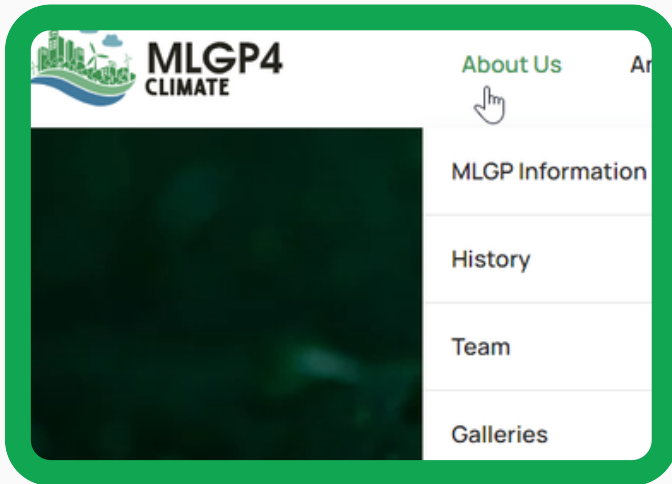 MLGP4
CLIMATE
About Us
MLGP Information
History
Team
Galleries